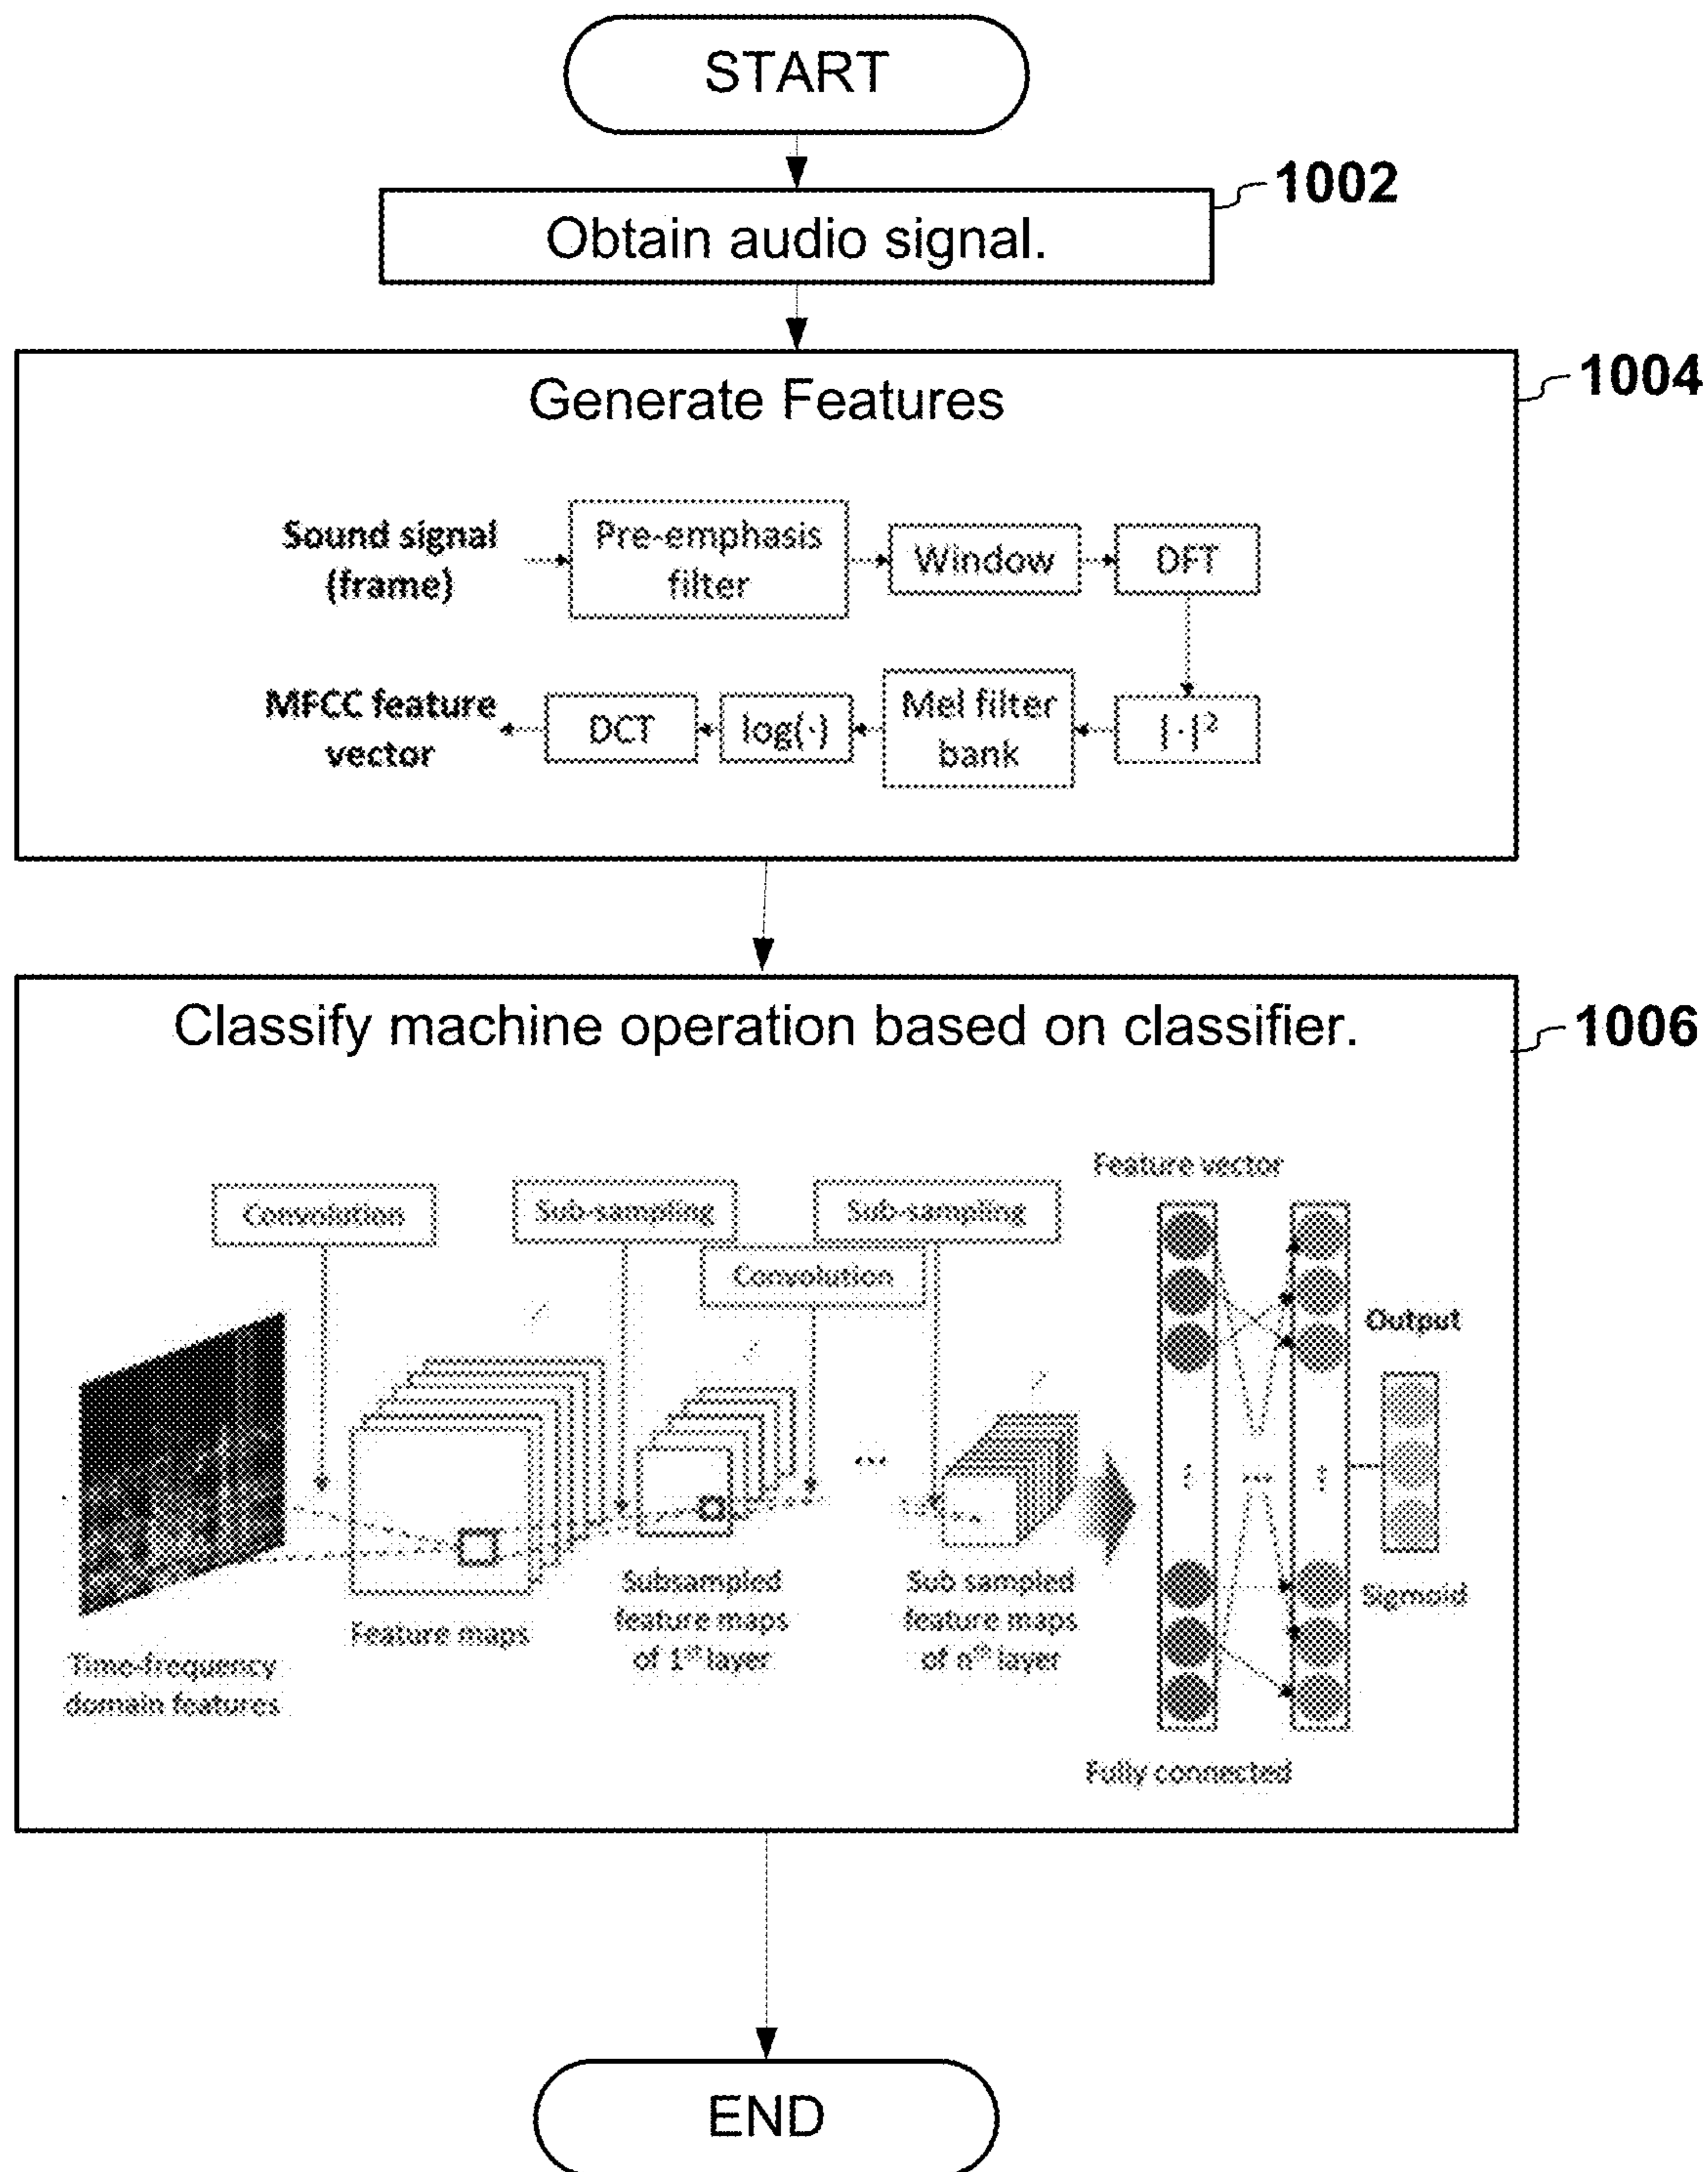 START
1002
Obtain audio signal.
1004
Generate Features
Sound signal
(frame)
Pre-emphasis
filter
Window
DFT
MFCC feature
vector
DCT
log(·)
Mel filter
bank
|·|²
Classify machine operation based on classifier.
1006
Feature vector
Convolution
Sub-sampling
Sub-sampling
Convolution
Output
...
Sigmoid
Time-frequency
domain features
Feature maps
Subsampled
feature maps
of 1st layer
Sub sampled
feature maps
of nth layer
Fully connected
END